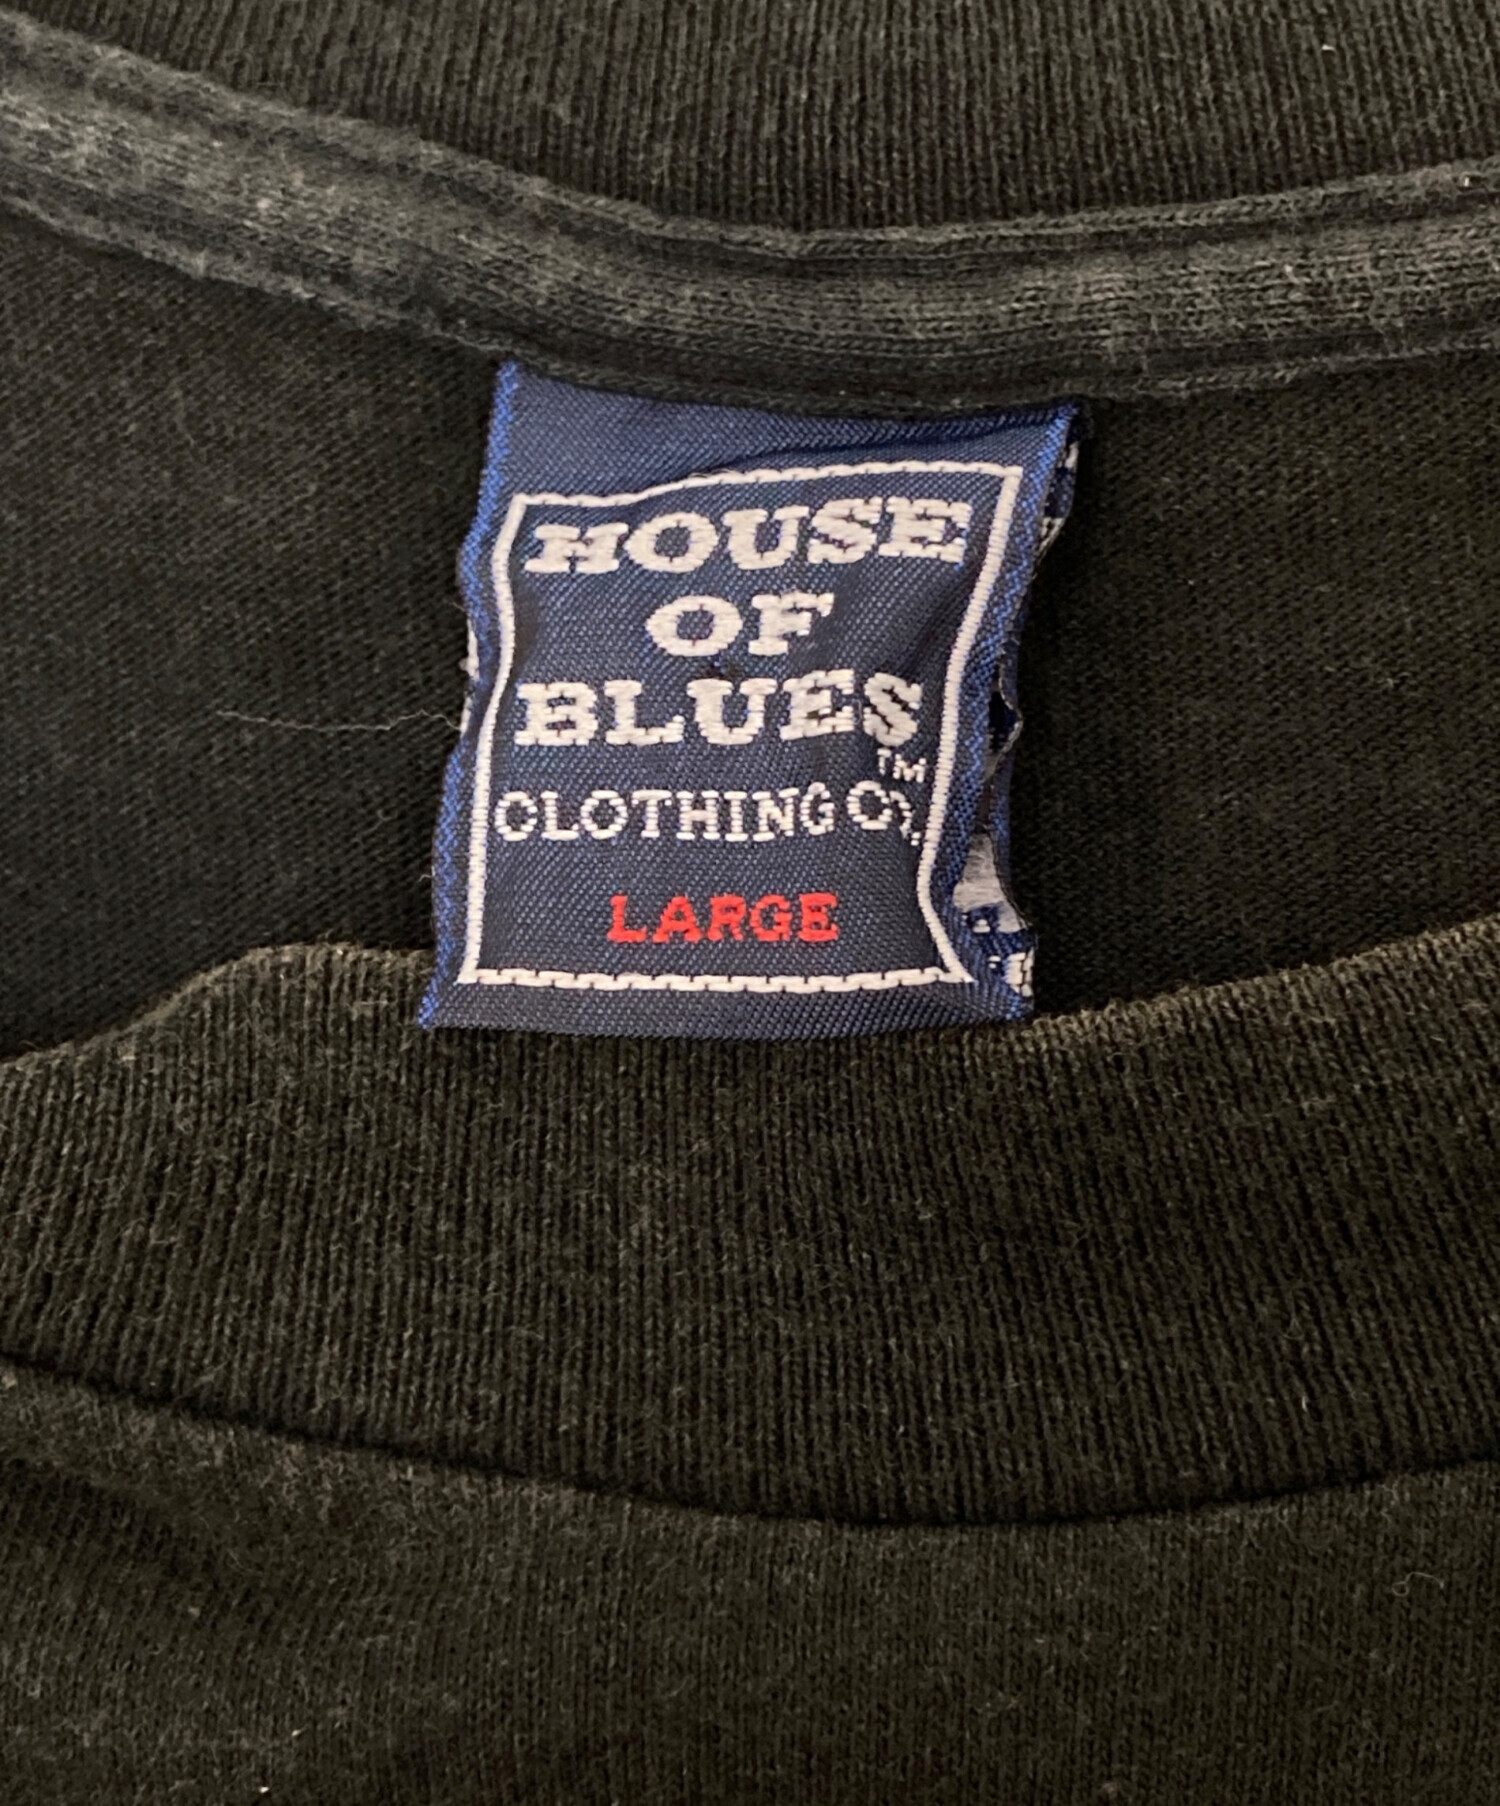 HOUSE
OF
BLUES
™
CLOTHING CO.
LARGE